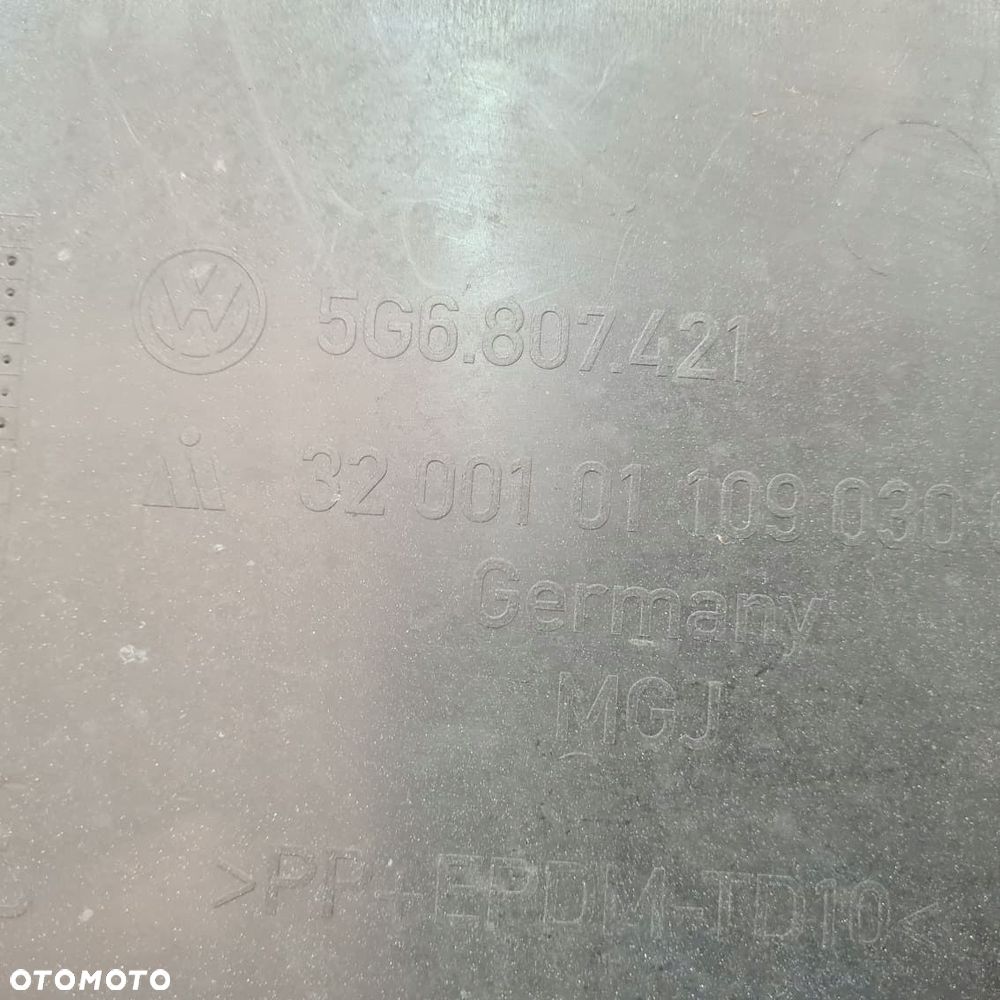 5G6.807.421
32 001 01 109 030
Germany
MGJ
>PP+EPDM-TD10<
OTOMOTO